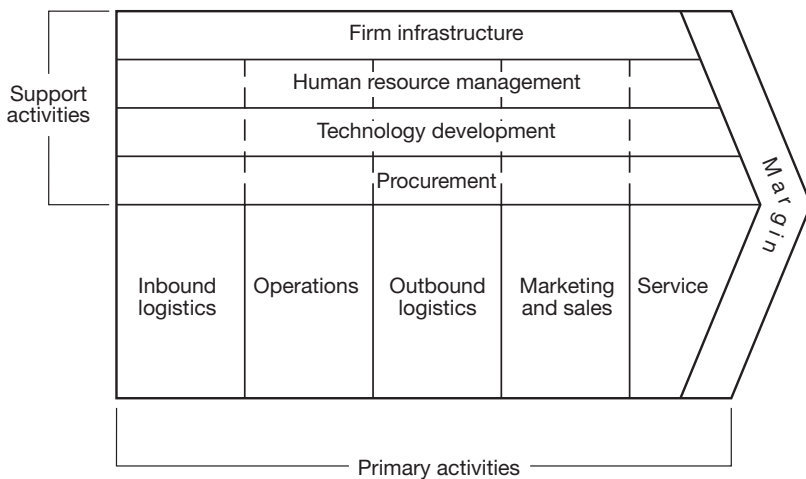 Firm infrastructure
Human resource management
Support
activities
Technology development
Procurement
Margin
Inbound
logistics
Operations
Outbound
logistics
Marketing
and sales
Service
Primary activities